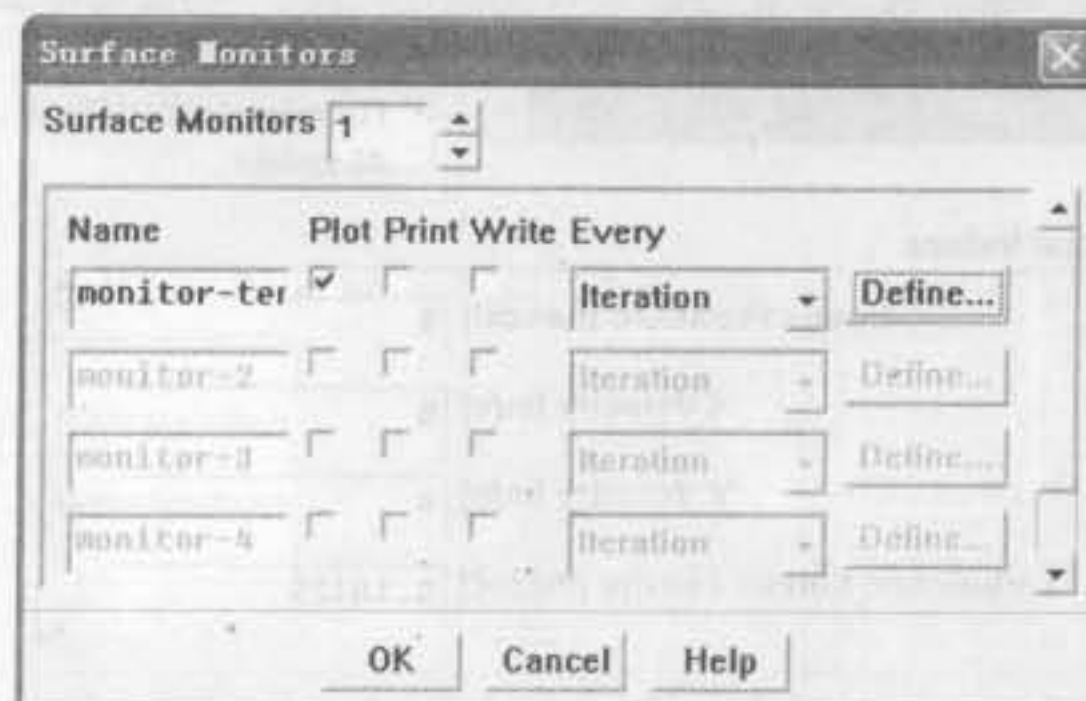 Surface Monitors
Surface Monitors 1
Name Plot Print Write Every
monitor-ter Iteration Define...
monitor-2 Iteration Define...
monitor-3 Iteration Define...
monitor-4 Iteration Define...
OK Cancel Help